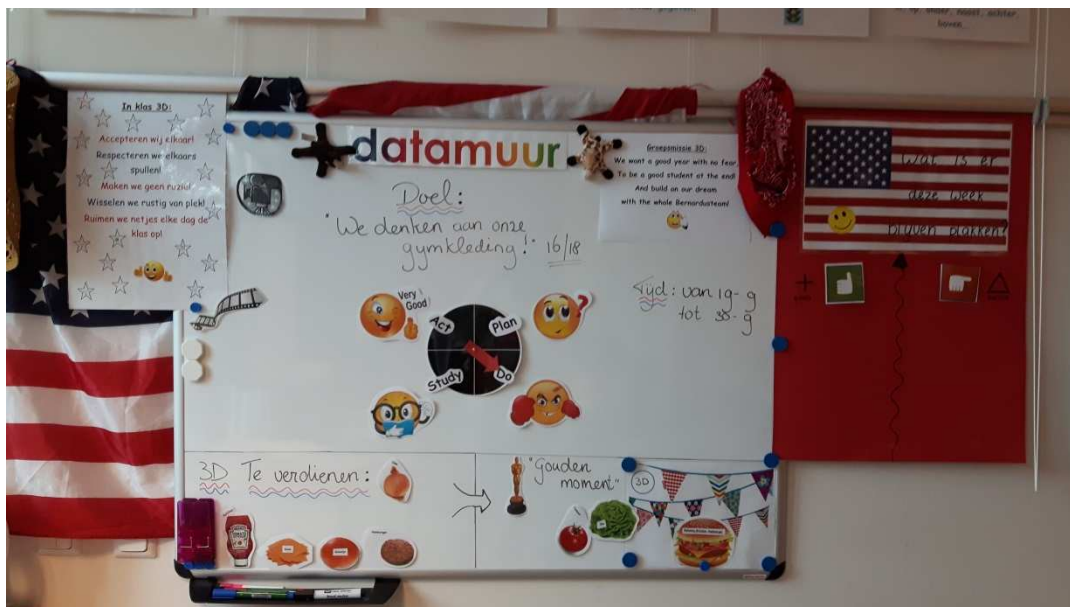 In klas 3D:
Accepteren wij elkaar!
Respecteren we elkaars
spullen!
Maken we geen ruzie!
Wisselen we rustig van plek!
Ruimen we netjes elke dag de
klas op!
datamuur
Groepsmissie 3D:
We want a good year with no fear,
To be a good student at the end!
And build on our dream
with the whole Bernardusteam!
Doel:
"We denken aan onze
gymkleding!" 16/18
Tijd: van 19-9
tot 30-9
Very
Good
Act
Plan
Study
Do
3D Te verdienen:
"Gouden
moment"
3D
Wat is er
deze week
blijven plakken?